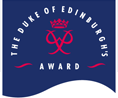 THE DUKE OF EDINBURGH'S
AWARD